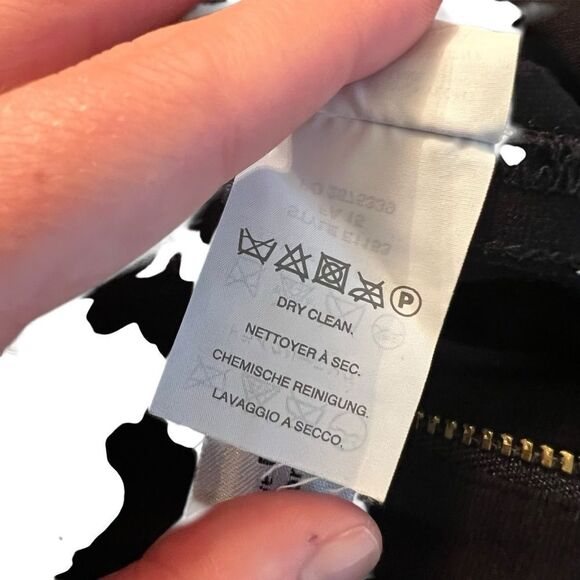 P
DRY CLEAN.
NETTOYER À SEC.
CHEMISCHE REINIGUNG.
LAVAGGIO A SECCO.